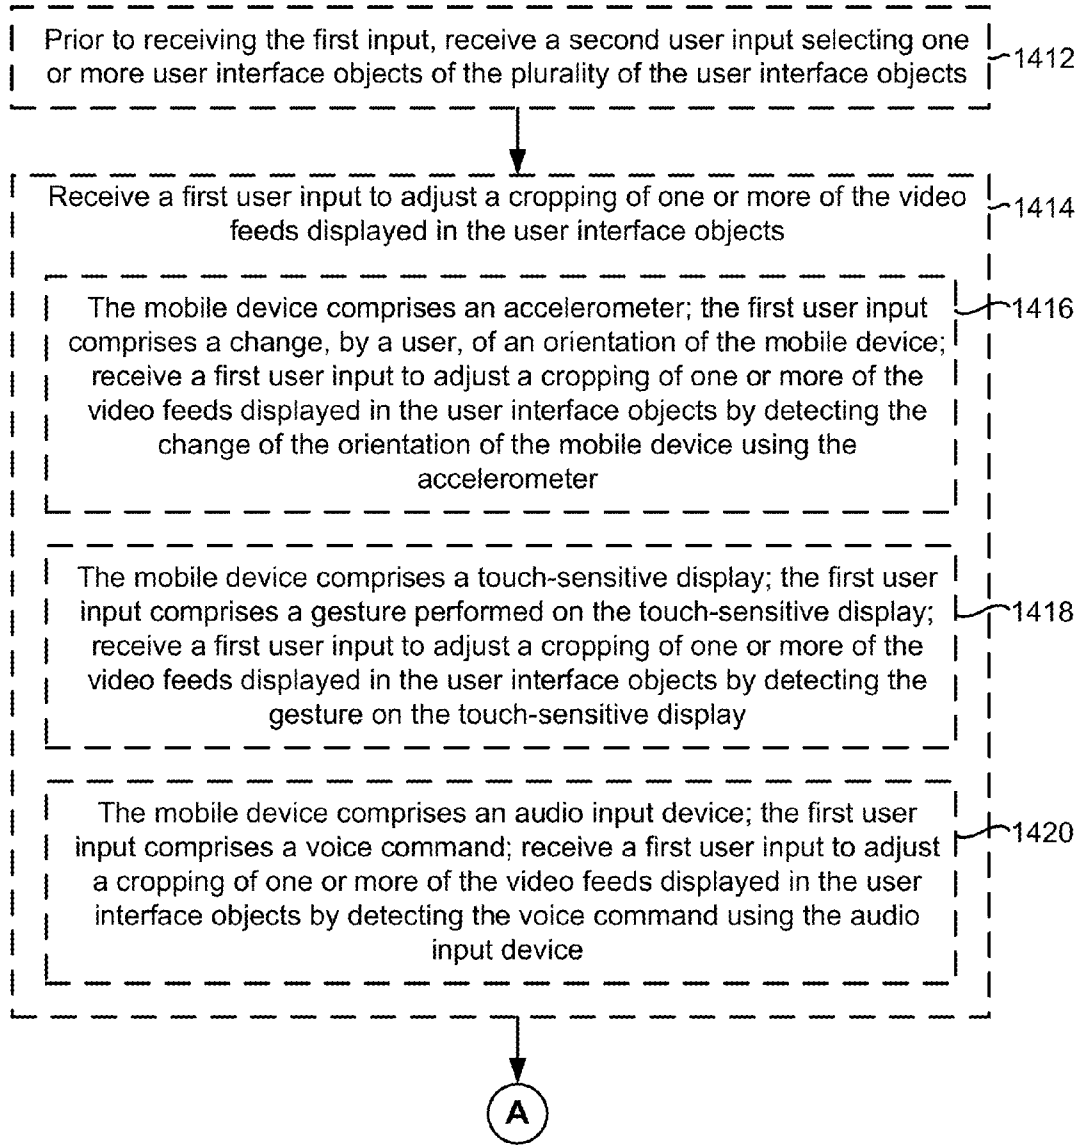 Prior to receiving the first input, receive a second user input selecting one
or more user interface objects of the plurality of the user interface objects
1412
Receive a first user input to adjust a cropping of one or more of the video
feeds displayed in the user interface objects
1414
The mobile device comprises an accelerometer; the first user input
comprises a change, by a user, of an orientation of the mobile device;
receive a first user input to adjust a cropping of one or more of the
video feeds displayed in the user interface objects by detecting the
change of the orientation of the mobile device using the
accelerometer
1416
The mobile device comprises a touch-sensitive display; the first user
input comprises a gesture performed on the touch-sensitive display;
receive a first user input to adjust a cropping of one or more of the
video feeds displayed in the user interface objects by detecting the
gesture on the touch-sensitive display
1418
The mobile device comprises an audio input device; the first user
input comprises a voice command; receive a first user input to adjust
a cropping of one or more of the video feeds displayed in the user
interface objects by detecting the voice command using the audio
input device
1420
A